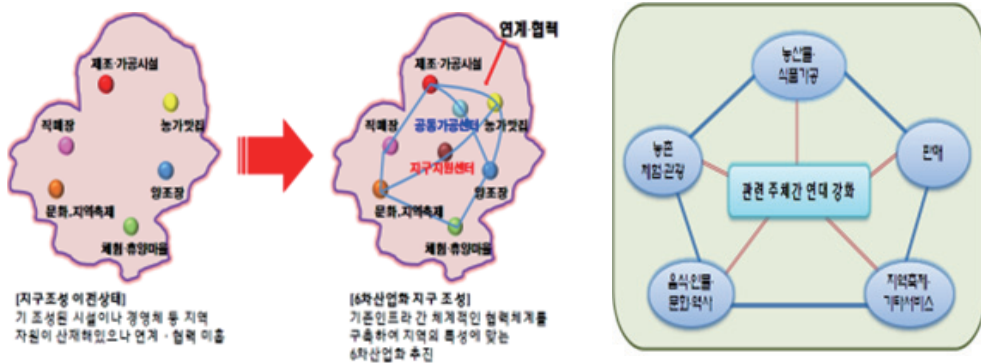 제조·가공시설
직매장
농가맛집
양조장
문화.지역축제
체험·휴양마을
[지구조성 이전상태]
기 조성된 시설이나 경영체 등 지역
자원이 산재해있으나 연계·협력 미흡
연계·협력
제조·가공시설
직매장
공동가공센터
농가맛집
지구지원센터
양조장
문화.지역축제
체험·휴양마을
[6차산업화 지구 조성]
기존인프라 간 체계적인 협력체계를
구축하여 지역의 특성에 맞는
6차산업화 추진
농산물·
식품가공
농촌
체험·관광
판매
관련 주체간 연대 강화
음식·인물·
문합·역사
지역축제·
기타서비스